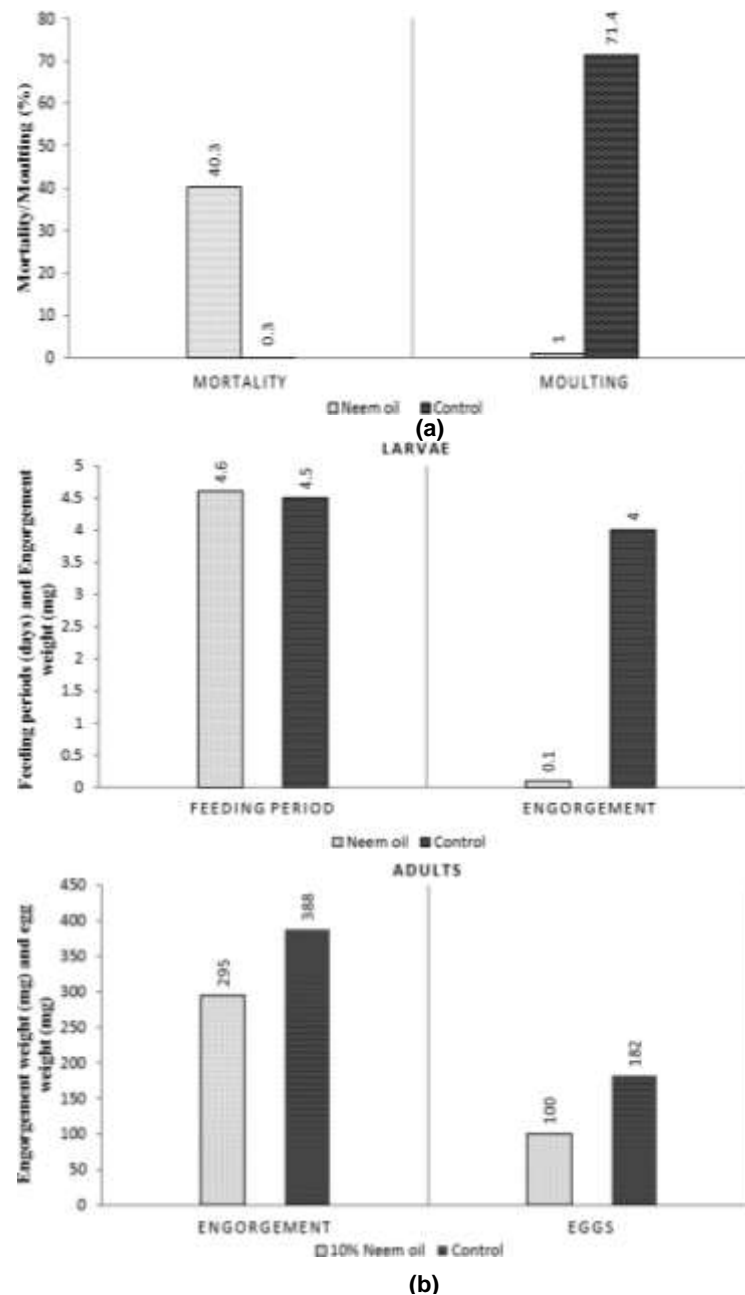 Mortality/Moulting (%)
80
70
60
50
40
30
20
10
0
40.3
0.3
1
71.4
MORTALITY MOULTING
Neem oil Control
(a)
LARVAE
Feeding periods (days) and Engorgement
weight (mg)
5
4.5
4
3.5
3
2.5
2
1.5
1
0.5
0
4.6
4.5
0.1
4
FEEDING PERIOD ENGORGEMENT
Neem oil Control
ADULTS
Engorgement weight (mg) and egg
weight (mg)
450
400
350
300
250
200
150
100
50
0
295
388
100
182
ENGORGEMENT EGGS
10% Neem oil Control
(b)